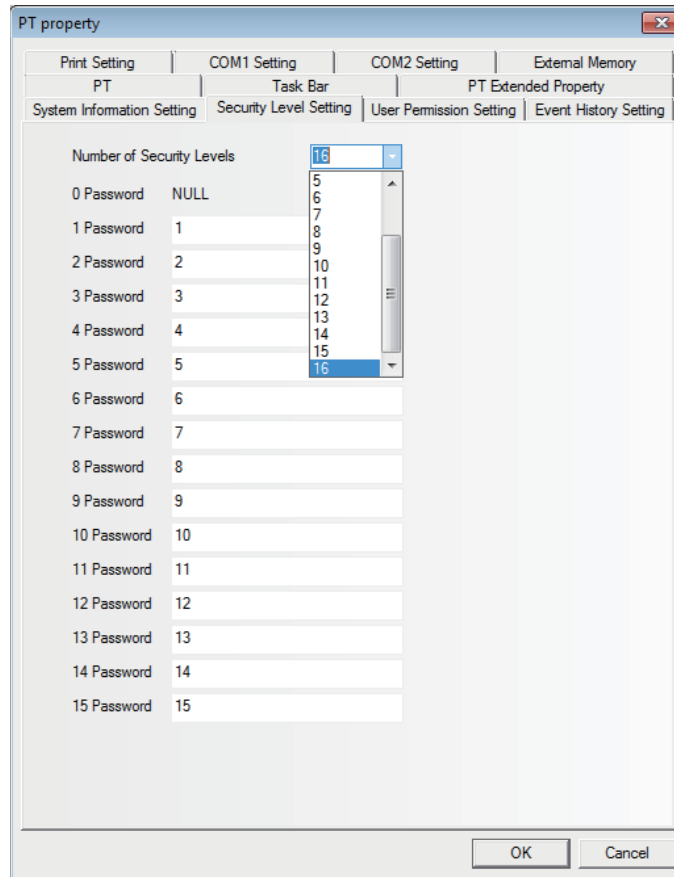 PT property
Print Setting COM1 Setting COM2 Setting External Memory
PT Task Bar PT Extended Property
System Information Setting Security Level Setting User Permission Setting Event History Setting
Number of Security Levels 16
5
6
7
8
9
10
11
12
13
14
15
16
0 Password NULL
1 Password 1
2 Password 2
3 Password 3
4 Password 4
5 Password 5
6 Password 6
7 Password 7
8 Password 8
9 Password 9
10 Password 10
11 Password 11
12 Password 12
13 Password 13
14 Password 14
15 Password 15
OK Cancel